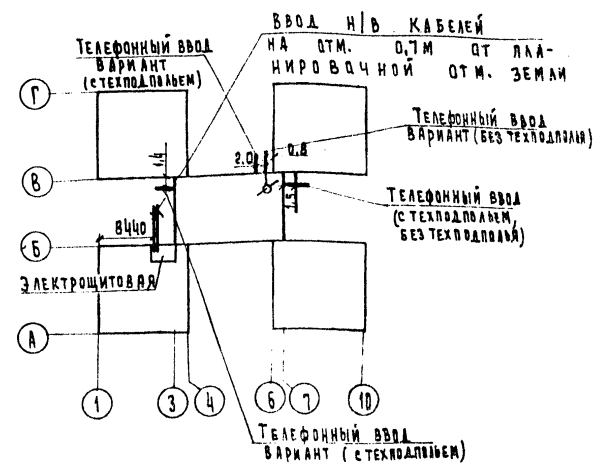 ВВОД Н/В КАБЕЛЕЙ
НА ОТМ. 0,7М ОТ ПЛА-
НИРОВОЧНОЙ ОТМ. ЗЕМЛИ
ТЕЛЕФОННЫЙ ВВОД
ВАРИАНТ
(С ТЕХПОДПОЛЬЕМ)
Г
ТЕЛЕФОННЫЙ ВВОД
ВАРИАНТ (БЕЗ ТЕХПОДПОЛЬЯ)
1.4
2.0
0.8
В
1.5
ТЕЛЕФОННЫЙ ВВОД
(С ТЕХПОДПОЛЬЕМ,
БЕЗ ТЕХПОДПОЛЬЯ)
8440
Б
ЭЛЕКТРОЩИТОВАЯ
А
1
3
4
6
7
10
ТЕЛЕФОННЫЙ ВВОД
ВАРИАНТ (С ТЕХПОДПОЛЬЕМ)